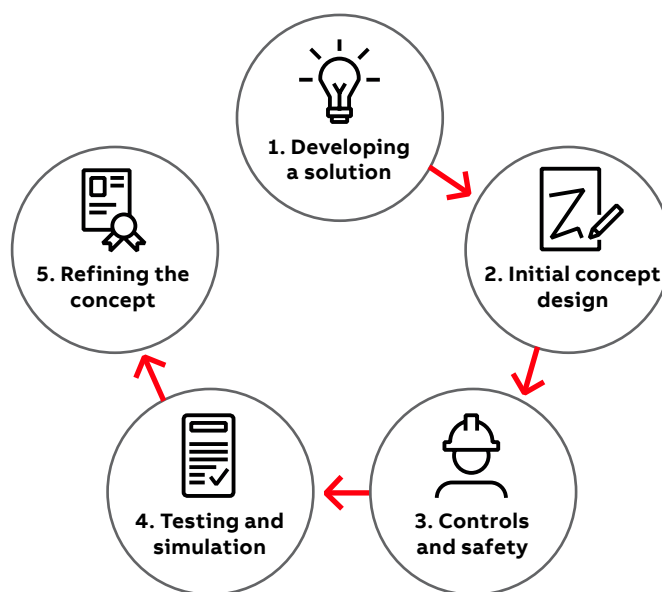 1. Developing
a solution
2. Initial concept
design
3. Controls
and safety
4. Testing and
simulation
5. Refining the
concept